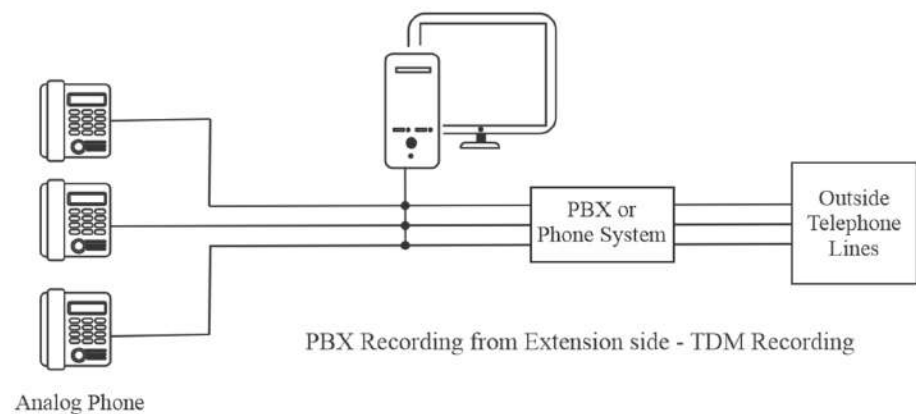 PBX or
Phone System
Outside
Telephone
Lines
PBX Recording from Extension side - TDM Recording
Analog Phone